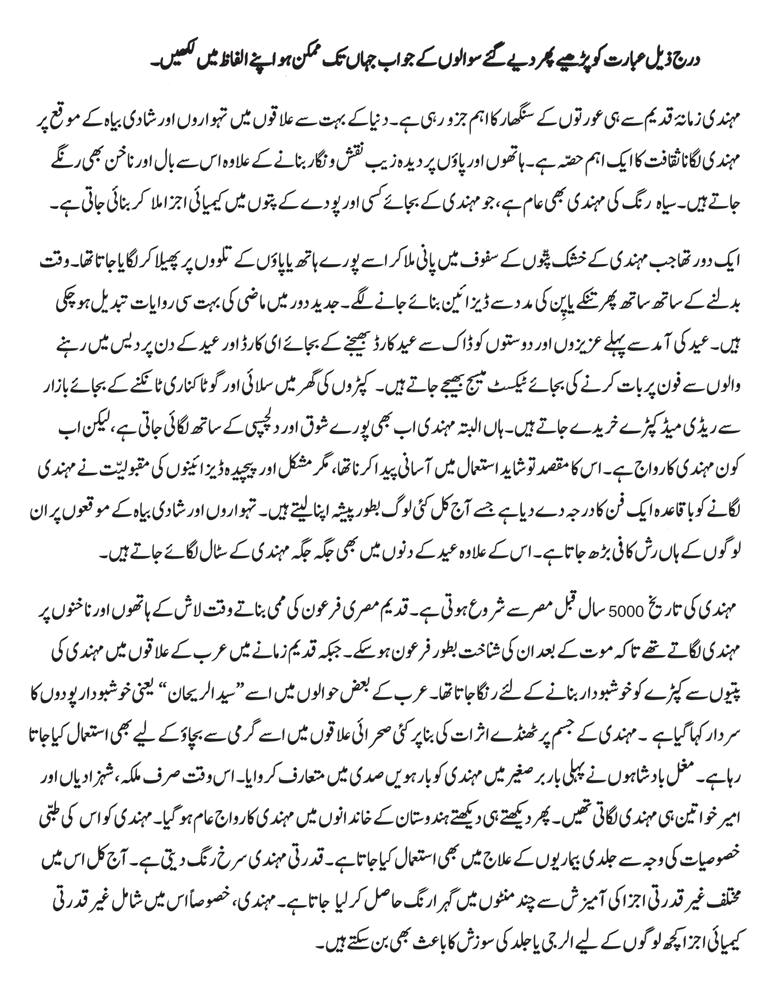 درج ذیل عبارت کو پڑھیے پھر دیے گئے سوالوں کے جواب جہاں تک ممکن ہو اپنے الفاظ میں لکھیں۔
مہندی زمانۂ قدیم سے ہی عورتوں کے سنگھار کا اہم جزو رہی ہے۔ دنیا کے بہت سے علاقوں میں تہواروں اور شادی بیاہ کے موقع پر
مہندی لگانا ثقافت کا ایک اہم حصّہ ہے۔ ہاتھوں اور پاؤں پر دیدہ زیب نقش و نگار بنانے کے علاوہ اس سے بال اور ناخن بھی رنگے
جاتے ہیں۔ سیاہ رنگ کی مہندی بھی عام ہے، جو مہندی کے بجائے کسی اور پودے کے پتوں میں کیمیائی اجزا ملا کر بنائی جاتی ہے۔
ایک دور تھا جب مہندی کے خشک پتّوں کے سفوف میں پانی ملا کر اسے پورے ہاتھ یا پاؤں کے تلووں پر پھیلا کر لگایا جاتا تھا۔ وقت
بدلنے کے ساتھ ساتھ پھر تنکے یا پِن کی مدد سے ڈیزائین بنائے جانے لگے۔ جدید دور میں ماضی کی بہت سی روایات تبدیل ہو چکی
ہیں۔ عید کی آمد سے پہلے عزیزوں اور دوستوں کو ڈاک سے عید کارڈ بھیجنے کے بجائے ای کارڈ اور عید کے دن پردیس میں رہنے
والوں سے فون پر بات کرنے کی بجائے ٹیکسٹ میسج بھیجے جاتے ہیں۔ کپڑوں کی گھر میں سلائی اور گوٹا کناری ٹانکنے کے بجائے بازار
سے ریڈی میڈ کپڑے خریدے جاتے ہیں۔ ہاں البتہ مہندی اب بھی پورے شوق اور دلچسپی کے ساتھ لگائی جاتی ہے، لیکن اب
کون مہندی کا رواج ہے۔ اس کا مقصد تو شاید استعمال میں آسانی پیدا کرنا تھا، مگر مشکل اور پیچیدہ ڈیزائینوں کی مقبولیّت نے مہندی
لگانے کو باقاعدہ ایک فن کا درجہ دے دیا ہے جسے آج کل کئی لوگ بطور پیشہ اپنا لیتے ہیں۔ تہواروں اور شادی بیاہ کے موقعوں پر ان
لوگوں کے ہاں رش کافی بڑھ جاتا ہے۔ اس کے علاوہ عید کے دنوں میں بھی جگہ جگہ مہندی کے سٹال لگائے جاتے ہیں۔
مہندی کی تاریخ 5000 سال قبل مصر سے شروع ہوتی ہے۔ قدیم مصری فرعون کی ممی بناتے وقت لاش کے ہاتھوں اور ناخنوں پر
مہندی لگاتے تھے تاکہ موت کے بعد ان کی شناخت بطور فرعون ہو سکے۔ جبکہ قدیم زمانے میں عرب کے علاقوں میں مہندی کی
پتیوں سے کپڑے کو خوشبودار بنانے کے لئے رنگا جاتا تھا۔ عرب کے بعض حوالوں میں اسے ”سید الریحان“ یعنی خوشبودار پودوں کا
سردار کہا گیا ہے ۔ مہندی کے جسم پر ٹھنڈے اثرات کی بنا پر کئی صحرائی علاقوں میں اسے گرمی سے بچاؤ کے لیے بھی استعمال کیا جاتا
رہا ہے۔ مغل بادشاہوں نے پہلی بار برصغیر میں مہندی کو بارہویں صدی میں متعارف کروایا۔ اس وقت صرف ملکہ، شہزادیاں اور
امیر خواتین ہی مہندی لگاتی تھیں۔ پھر دیکھتے ہی دیکھتے ہندوستان کے خاندانوں میں مہندی کا رواج عام ہو گیا۔ مہندی کو اس کی طبّی
خصوصیات کی وجہ سے جلدی بیماریوں کے علاج میں بھی استعمال کیا جاتا ہے۔ قدرتی مہندی سرخ رنگ دیتی ہے۔ آج کل اس میں
مختلف غیر قدرتی اجزا کی آمیزش سے چند منٹوں میں گہرا رنگ حاصل کر لیا جاتا ہے۔ مہندی، خصوصاً اس میں شامل غیر قدرتی
کیمیائی اجزا کچھ لوگوں کے لیے الرجی یا جلد کی سوزش کا باعث بھی بن سکتے ہیں۔